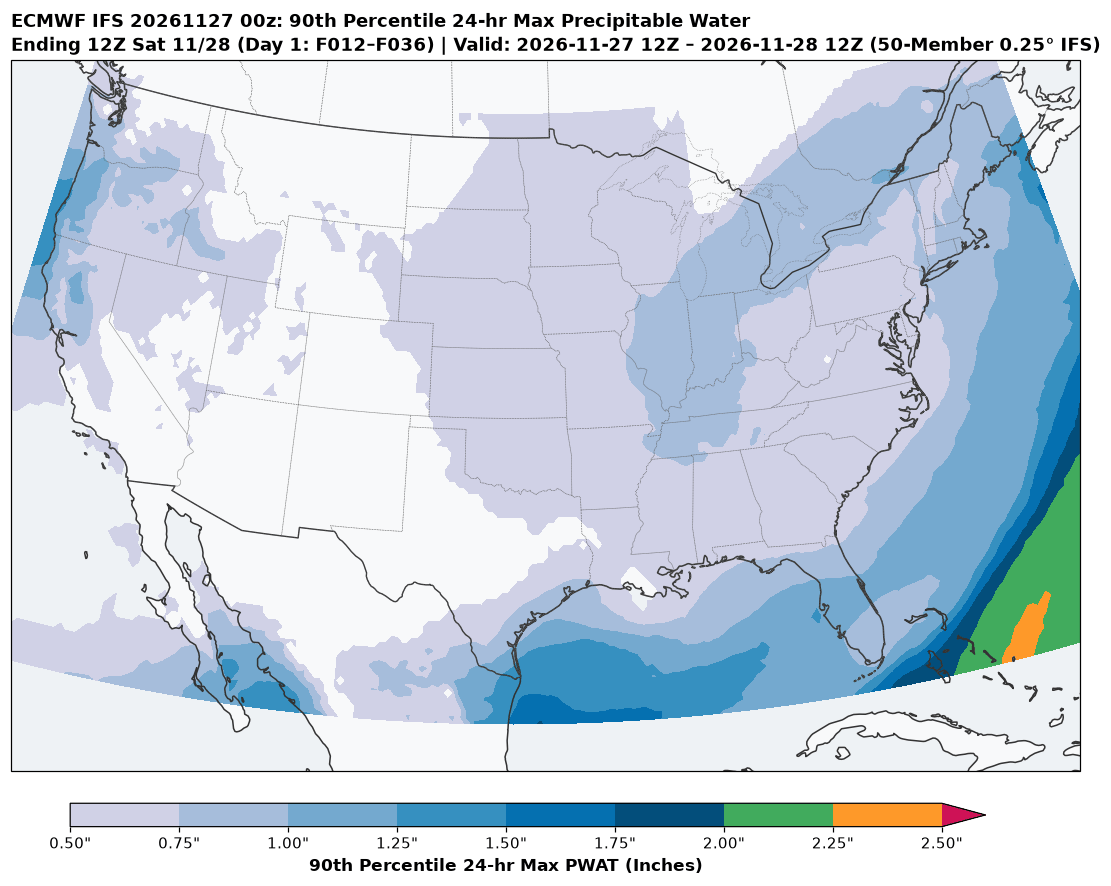 ECMWF IFS 20261127 00z: 90th Percentile 24-hr Max Precipitable Water
Ending 12Z Sat 11/28 (Day 1: F012–F036) | Valid: 2026-11-27 12Z – 2026-11-28 12Z (50-Member 0.25° IFS)
0.50" 0.75" 1.00" 1.25" 1.50" 1.75" 2.00" 2.25" 2.50"
90th Percentile 24-hr Max PWAT (Inches)